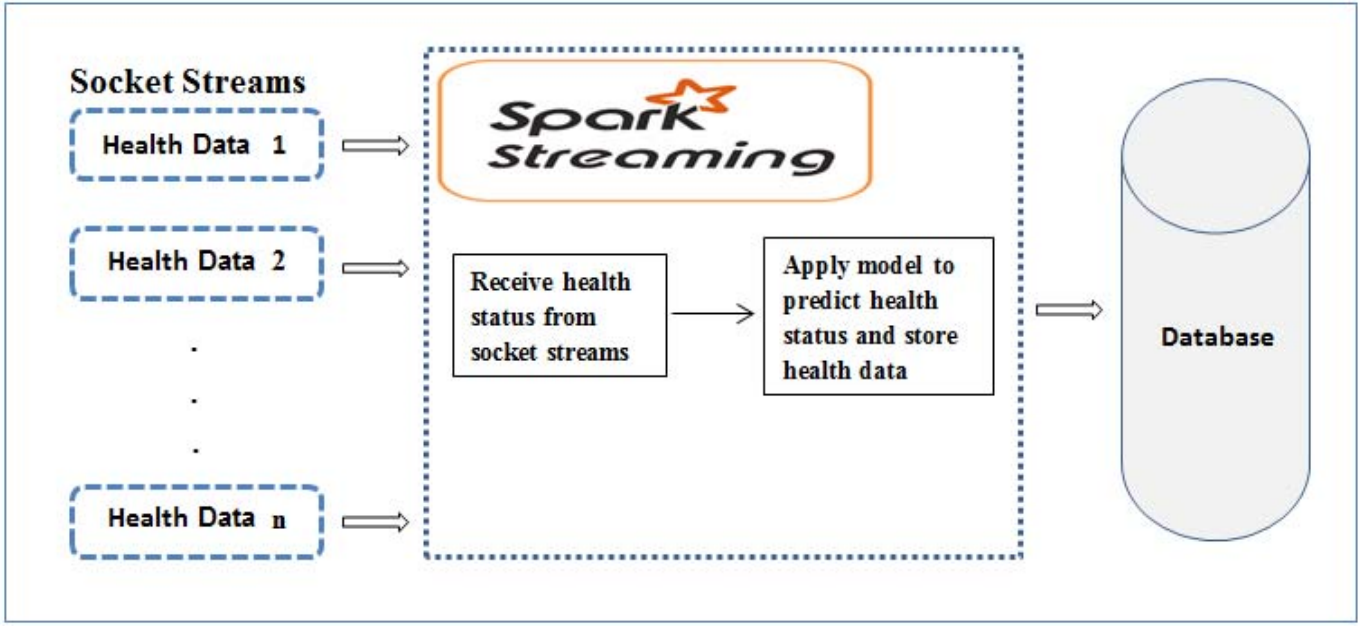 Socket Streams
Health Data 1
Health Data 2
.
.
.
Health Data n
Spark
Streaming
Receive health
status from
socket streams
Apply model to
predict health
status and store
health data
Database